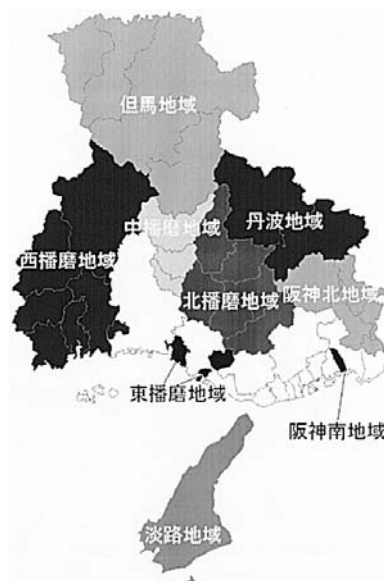 但馬地域
丹波地域
中播磨地域
西播磨地域
北播磨地域
阪神北地域
東播磨地域
阪神南地域
淡路地域